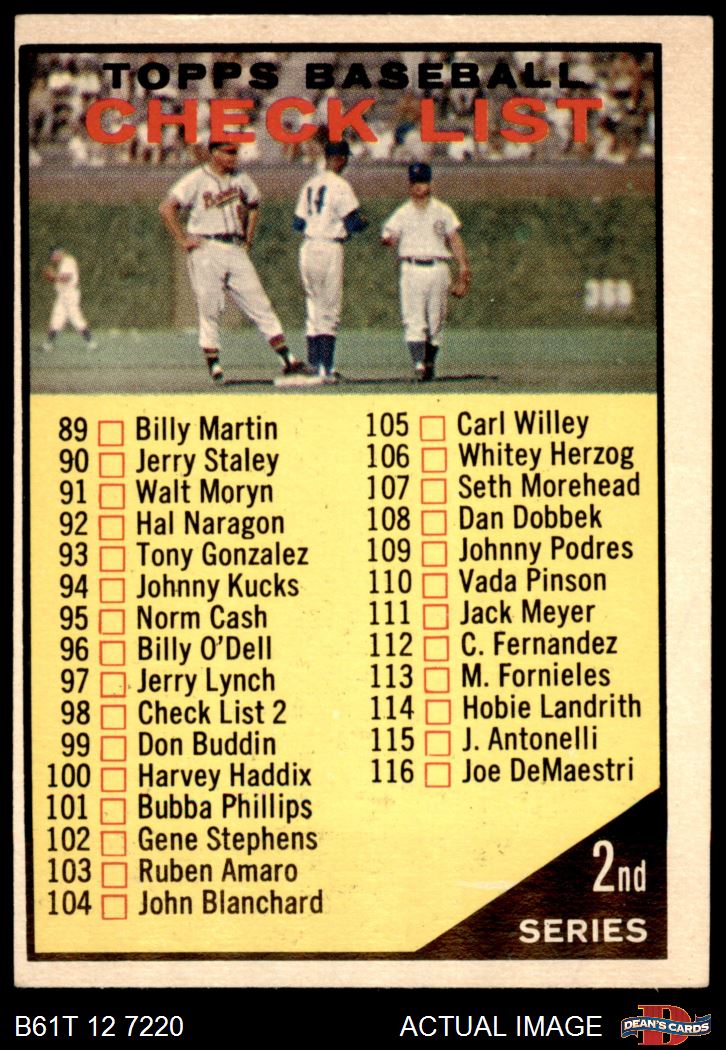 TOPPS BASEBALL
CHECK LIST
Braves
14
360
89 Billy Martin
90 Jerry Staley
91 Walt Moryn
92 Hal Naragon
93 Tony Gonzalez
94 Johnny Kucks
95 Norm Cash
96 Billy O'Dell
97 Jerry Lynch
98 Check List 2
99 Don Buddin
100 Harvey Haddix
101 Bubba Phillips
102 Gene Stephens
103 Ruben Amaro
104 John Blanchard
105 Carl Willey
106 Whitey Herzog
107 Seth Morehead
108 Dan Dobbek
109 Johnny Podres
110 Vada Pinson
111 Jack Meyer
112 C. Fernandez
113 M. Fornieles
114 Hobie Landrith
115 J. Antonelli
116 Joe DeMaestri
2nd
SERIES
B61T 12 7220
ACTUAL IMAGE
D
DEAN'S CARDS